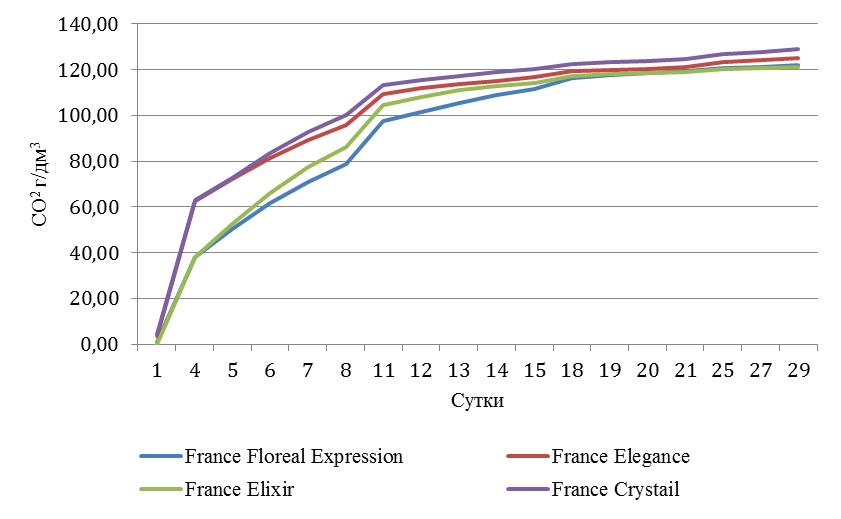 140,00
120,00
100,00
80,00
60,00
40,00
20,00
0,00
CO² г/дм³
1 4 5 6 7 8 11 12 13 14 15 18 19 20 21 25 27 29
Сутки
France Floreal Expression France Elegance
France Elixir France Crystail